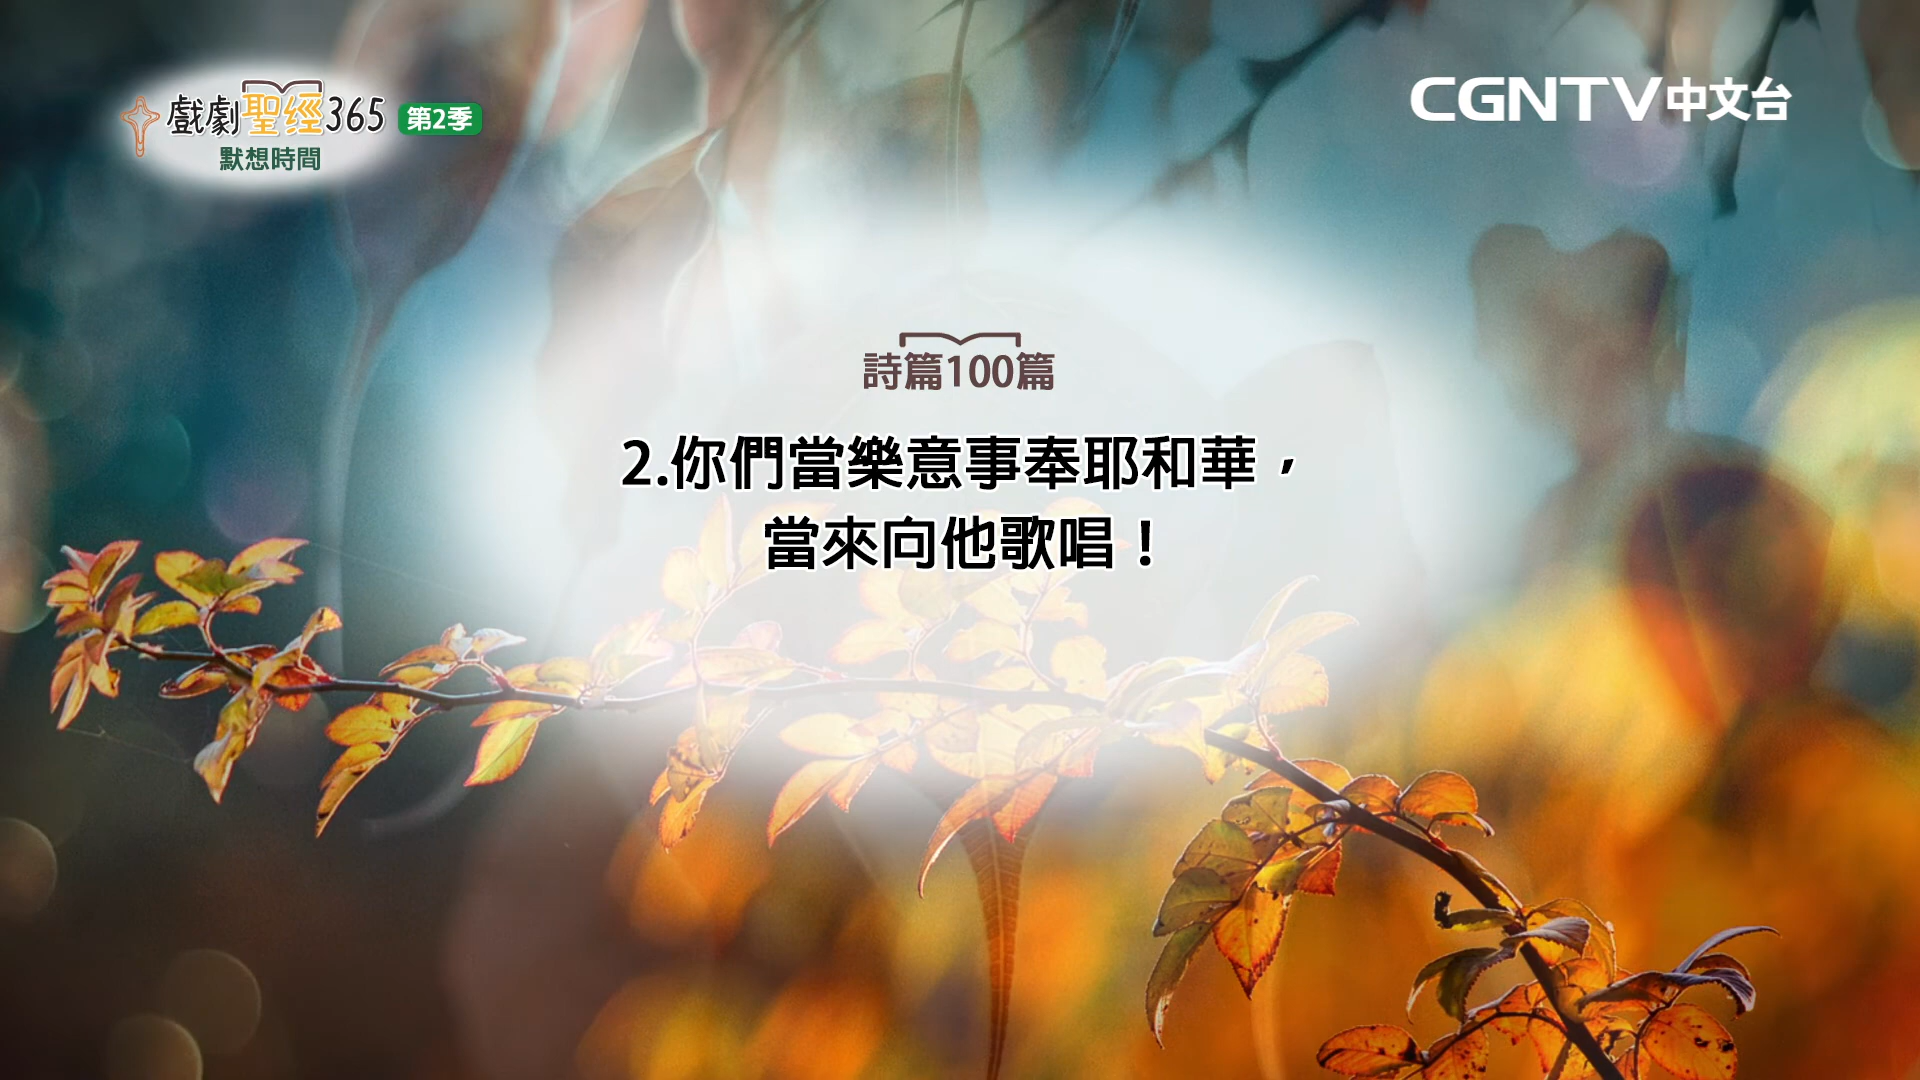 戲劇聖經365 第2季
默想時間
CGNTV中文台
詩篇100篇
2.你們當樂意事奉耶和華，
當來向他歌唱！